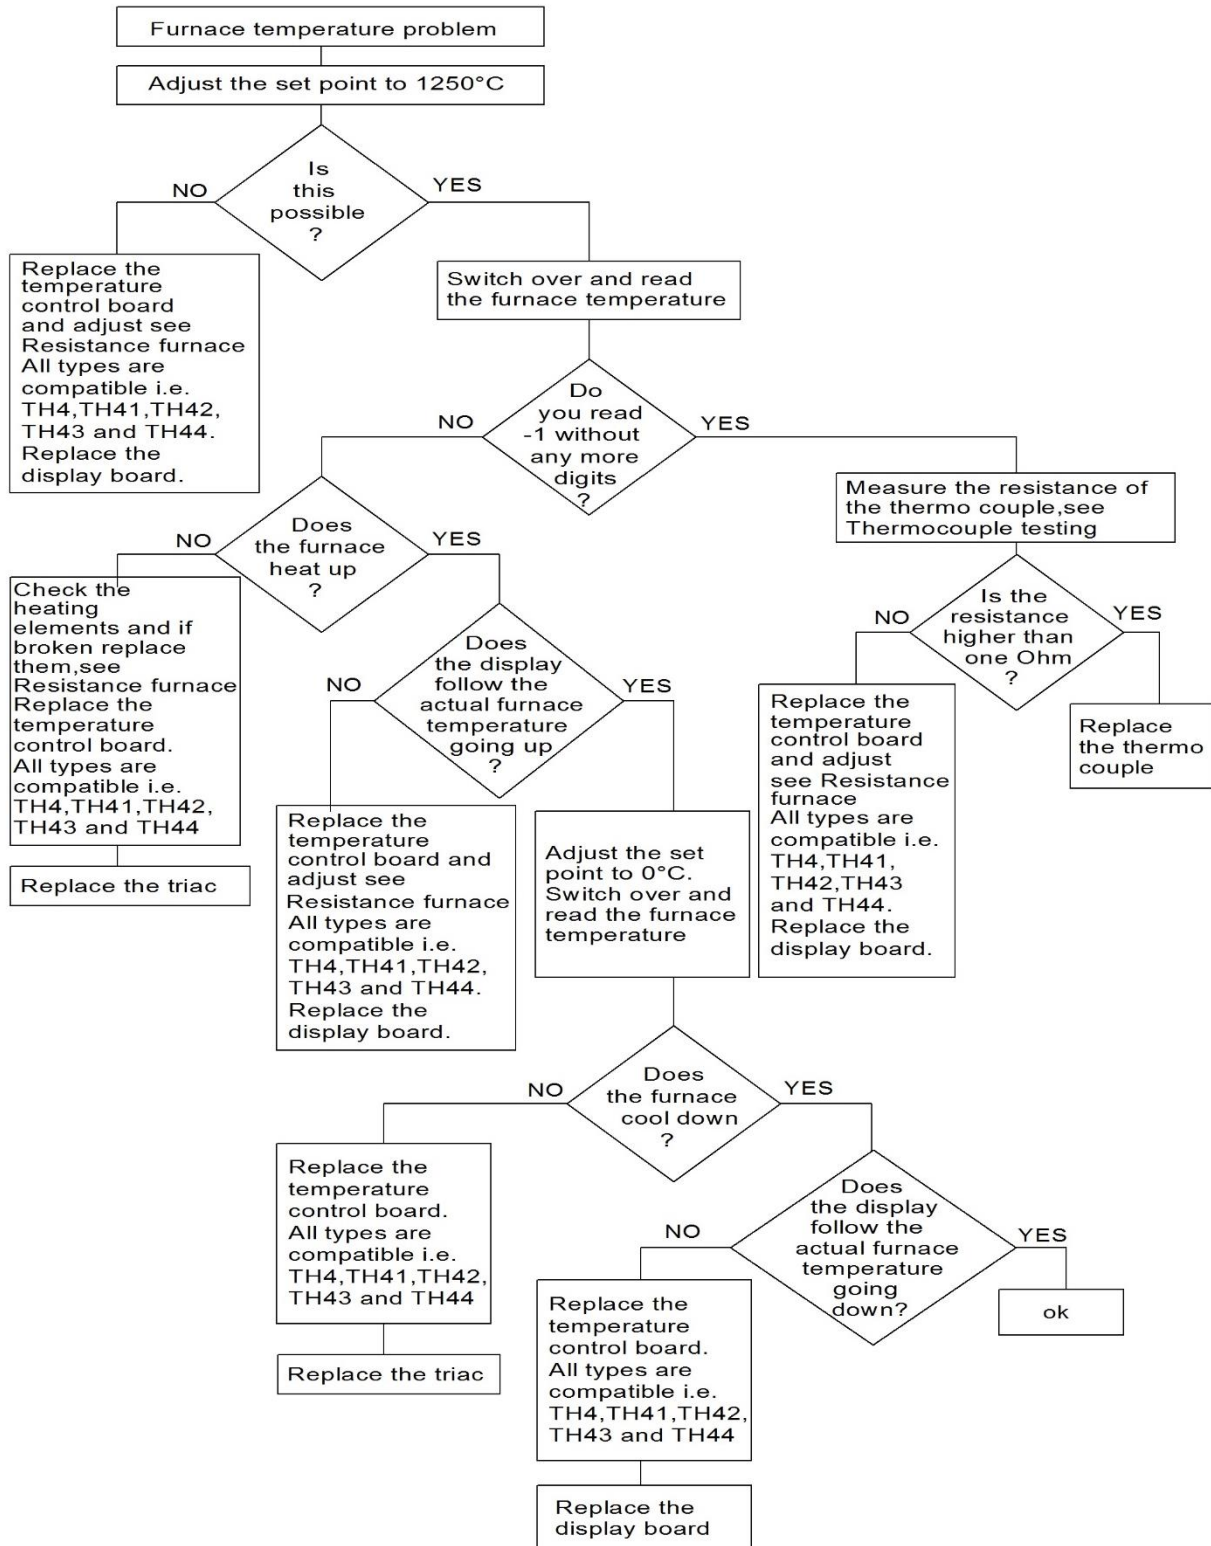 Furnace temperature problem
Adjust the set point to 1250°C
Is
this
possible
?
NO
YES
Replace the
temperature
control board
and adjust see
Resistance furnace
All types are
compatible i.e.
TH4,TH41,TH42,
TH43 and TH44.
Replace the
display board.
Switch over and read
the furnace temperature
Do
you read
-1 without
any more
digits
?
NO
YES
Measure the resistance of
the thermo couple,see
Thermocouple testing
Does
the furnace
heat up
?
NO
YES
Check the
heating
elements and if
broken replace
them,see
Resistance furnace
Replace the
temperature
control board.
All types are
compatible i.e.
TH4,TH41,TH42,
TH43 and TH44
Replace the triac
Is the
resistance
higher than
one Ohm
?
NO
YES
Replace the
temperature
control board
and adjust
see Resistance
furnace
All types are
compatible i.e.
TH4,TH41,
TH42,TH43
and TH44.
Replace the
display board.
Replace
the thermo
couple
Does
the display
follow the
actual furnace
temperature
going up
?
NO
YES
Replace the
temperature
control board and
adjust see
Resistance furnace
All types are
compatible i.e.
TH4,TH41,TH42,
TH43 and TH44.
Replace the
display board.
Adjust the set
point to 0°C.
Switch over and
read the furnace
temperature
Does
the furnace
cool down
?
NO
YES
Replace the
temperature
control board.
All types are
compatible i.e.
TH4,TH41,TH42,
TH43 and TH44
Replace the triac
Does
the display
follow the
actual furnace
temperature
going
down?
NO
YES
Replace the
temperature
control board.
All types are
compatible i.e.
TH4,TH41,TH42,
TH43 and TH44
Replace the
display board
ok